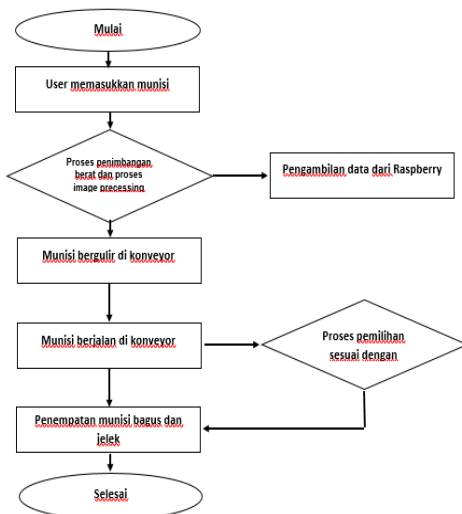 Mulai
User memasukkan munisi
Proses penimbangan
berat dan proses
image precessing
Pengambilan data dari Raspberry
Munisi bergulir di konveyor
Munisi berjalan di konveyor
Proses pemilihan
sesuai dengan
Penempatan munisi bagus dan
jelek
Selesai